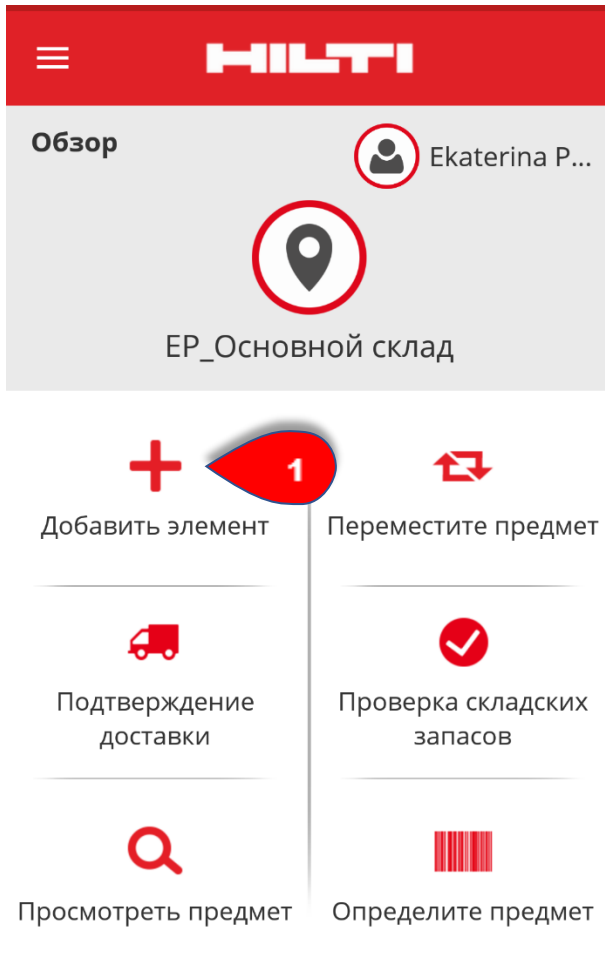 HILTI
Обзор
Ekaterina P...
EP_Основной склад
1
Добавить элемент
Переместите предмет
Подтверждение
доставки
Проверка складских
запасов
Просмотреть предмет
Определите предмет